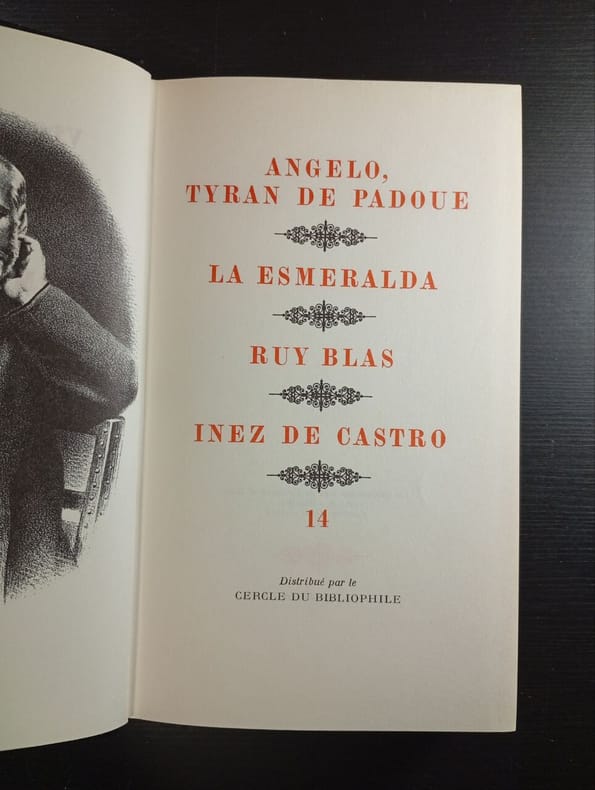 ANGELO,
TYRAN DE PADOUE
LA ESMERALDA
RUY BLAS
INEZ DE CASTRO
14
Distribué par le
CERCLE DU BIBLIOPHILE